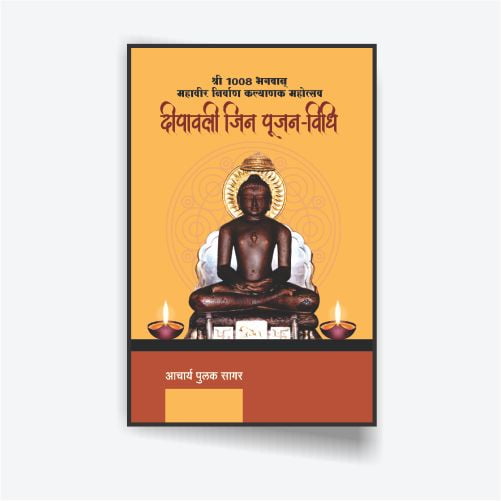 श्री 1008 भगवान्
महावीर निर्वाण कल्याणक महोत्सव
दीपावली जिन पूजन-विधि
आचार्य पुलक सागर